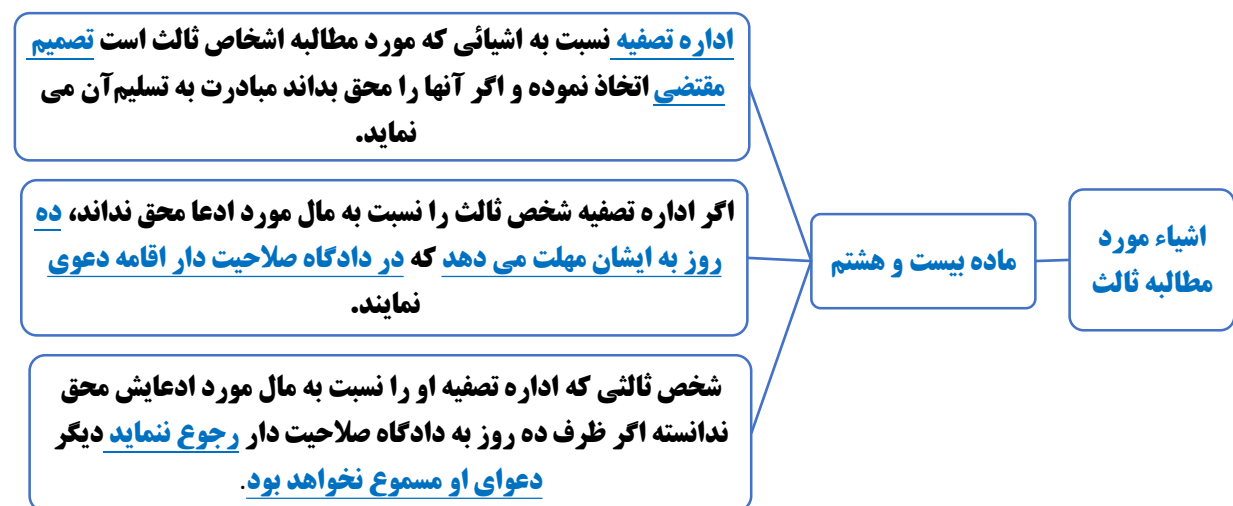 اشیاء مورد
مطالبه ثالث
ماده بیست و هشتم
اداره تصفیه نسبت به اشیائی که مورد مطالبه اشخاص ثالث است تصمیم
مقتضی اتخاذ نموده و اگر آنها را محق بداند مبادرت به تسلیم آن می
نماید.
اگر اداره تصفیه شخص ثالث را نسبت به مال مورد ادعا محق نداند، ده
روز به ایشان مهلت می دهد که در دادگاه صلاحیت دار اقامه دعوی
نمایند.
شخص ثالثی که اداره تصفیه او را نسبت به مال مورد ادعایش محق
ندانسته اگر ظرف ده روز به دادگاه صلاحیت دار رجوع ننماید دیگر
دعوای او مسموع نخواهد بود.